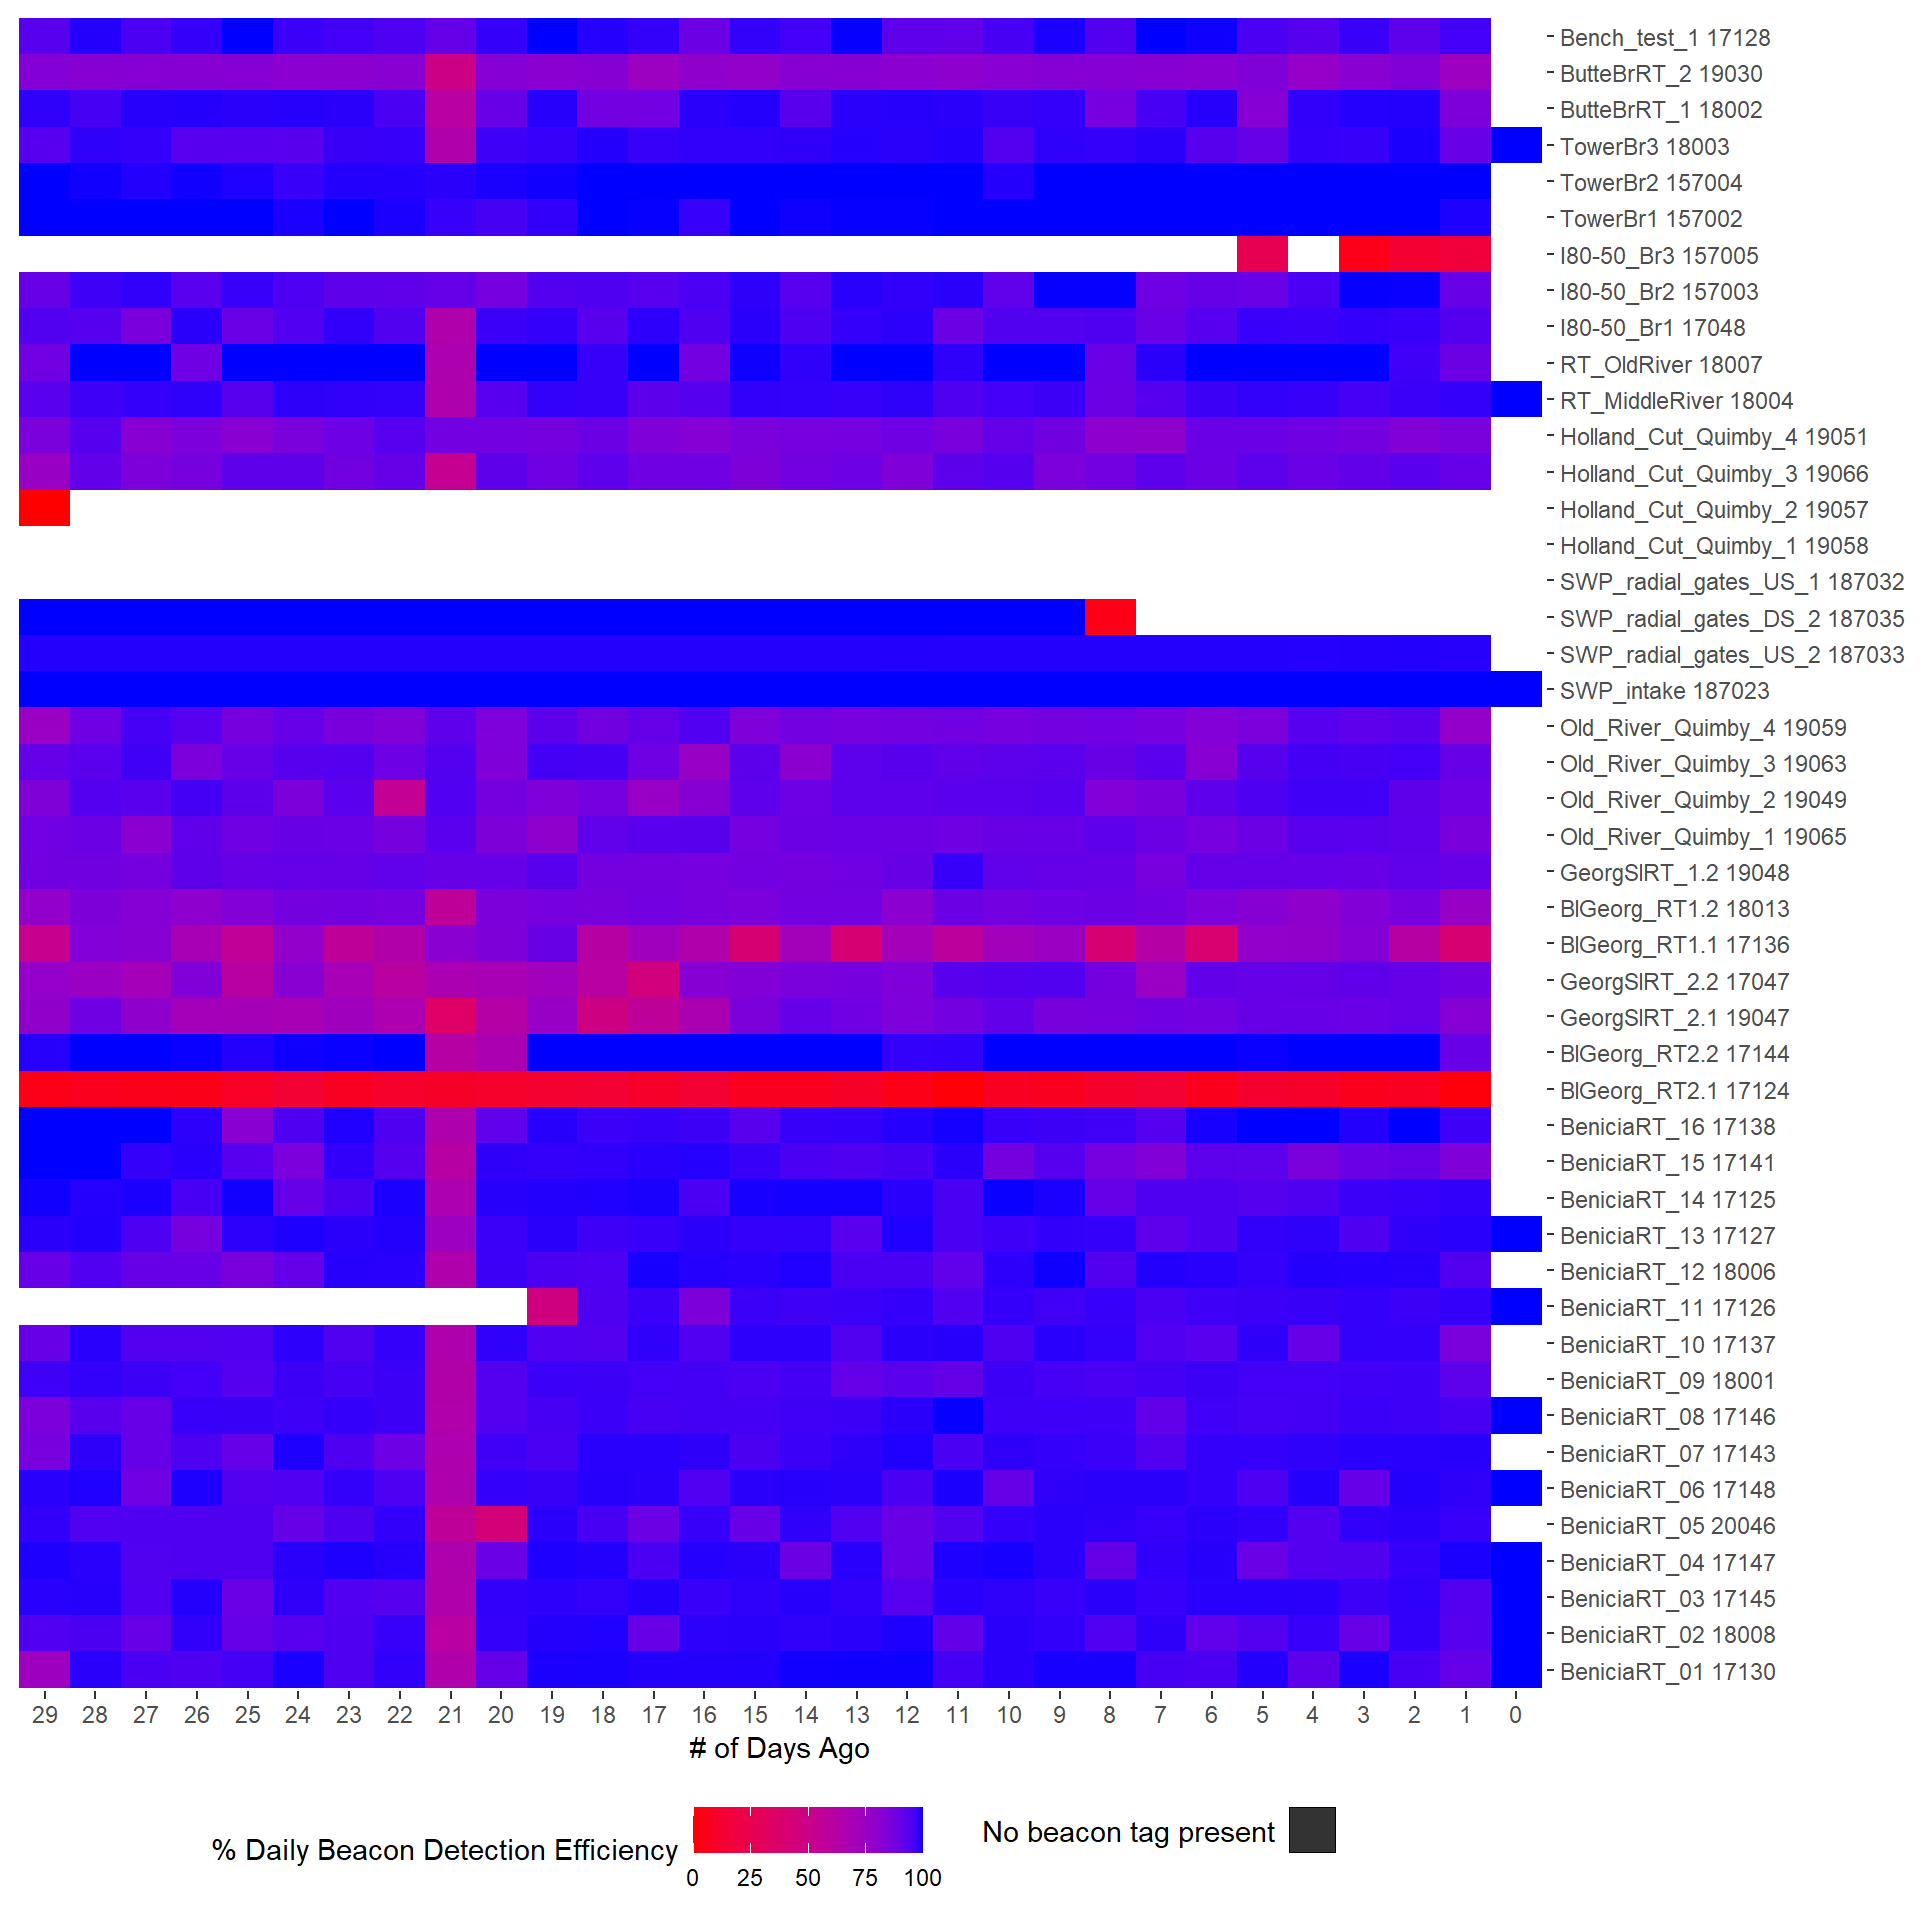 Bench_test_1 17128
ButteBrRT_2 19030
ButteBrRT_1 18002
TowerBr3 18003
TowerBr2 157004
TowerBr1 157002
I80-50_Br3 157005
I80-50_Br2 157003
I80-50_Br1 17048
RT_OldRiver 18007
RT_MiddleRiver 18004
Holland_Cut_Quimby_4 19051
Holland_Cut_Quimby_3 19066
Holland_Cut_Quimby_2 19057
Holland_Cut_Quimby_1 19058
SWP_radial_gates_US_1 187032
SWP_radial_gates_DS_2 187035
SWP_radial_gates_US_2 187033
SWP_intake 187023
Old_River_Quimby_4 19059
Old_River_Quimby_3 19063
Old_River_Quimby_2 19049
Old_River_Quimby_1 19065
GeorgSlRT_1.2 19048
BlGeorg_RT1.2 18013
BlGeorg_RT1.1 17136
GeorgSlRT_2.2 17047
GeorgSlRT_2.1 19047
BlGeorg_RT2.2 17144
BlGeorg_RT2.1 17124
BeniciaRT_16 17138
BeniciaRT_15 17141
BeniciaRT_14 17125
BeniciaRT_13 17127
BeniciaRT_12 18006
BeniciaRT_11 17126
BeniciaRT_10 17137
BeniciaRT_09 18001
BeniciaRT_08 17146
BeniciaRT_07 17143
BeniciaRT_06 17148
BeniciaRT_05 20046
BeniciaRT_04 17147
BeniciaRT_03 17145
BeniciaRT_02 18008
BeniciaRT_01 17130
29 28 27 26 25 24 23 22 21 20 19 18 17 16 15 14 13 12 11 10 9 8 7 6 5 4 3 2 1 0
# of Days Ago
% Daily Beacon Detection Efficiency
0 25 50 75 100
No beacon tag present